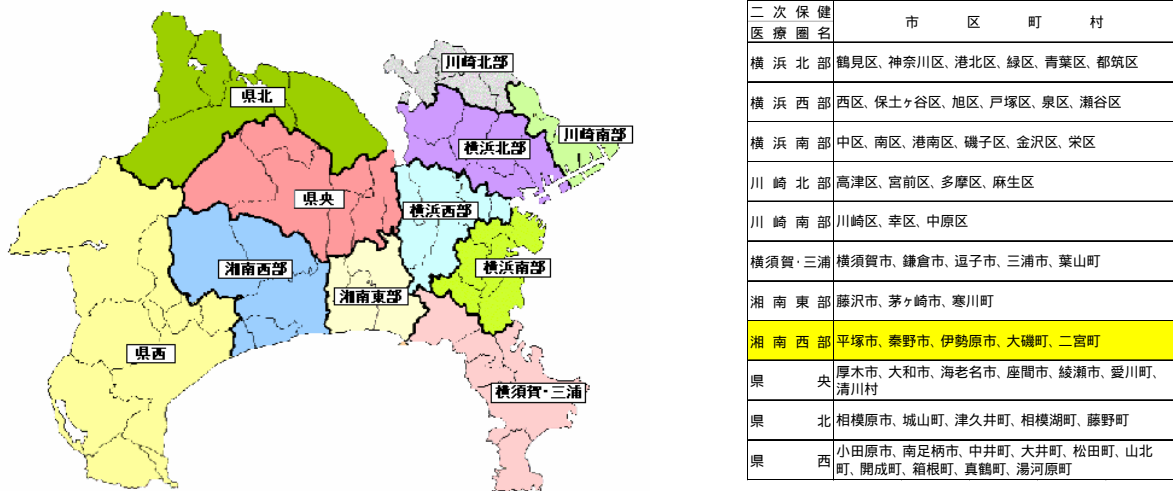 県北
川崎北部
川崎南部
横浜北部
県央
横浜西部
湘南西部
横浜南部
湘南東部
県西
横須賀･三浦
二次保健
医療圏名
市区町村
横浜北部 鶴見区、神奈川区、港北区、緑区、青葉区、都筑区
横浜西部 西区、保土ヶ谷区、旭区、戸塚区、泉区、瀬谷区
横浜南部 中区、南区、港南区、磯子区、金沢区、栄区
川崎北部 高津区、宮前区、多摩区、麻生区
川崎南部 川崎区、幸区、中原区
横須賀･三浦 横須賀市、鎌倉市、逗子市、三浦市、葉山町
湘南東部 藤沢市、茅ヶ崎市、寒川町
湘南西部 平塚市、秦野市、伊勢原市、大磯町、二宮町
県央 厚木市、大和市、海老名市、座間市、綾瀬市、愛川町、
清川村
県北 相模原市、城山町、津久井町、相模湖町、藤野町
県西 小田原市、南足柄市、中井町、大井町、松田町、山北
町、開成町、箱根町、真鶴町、湯河原町